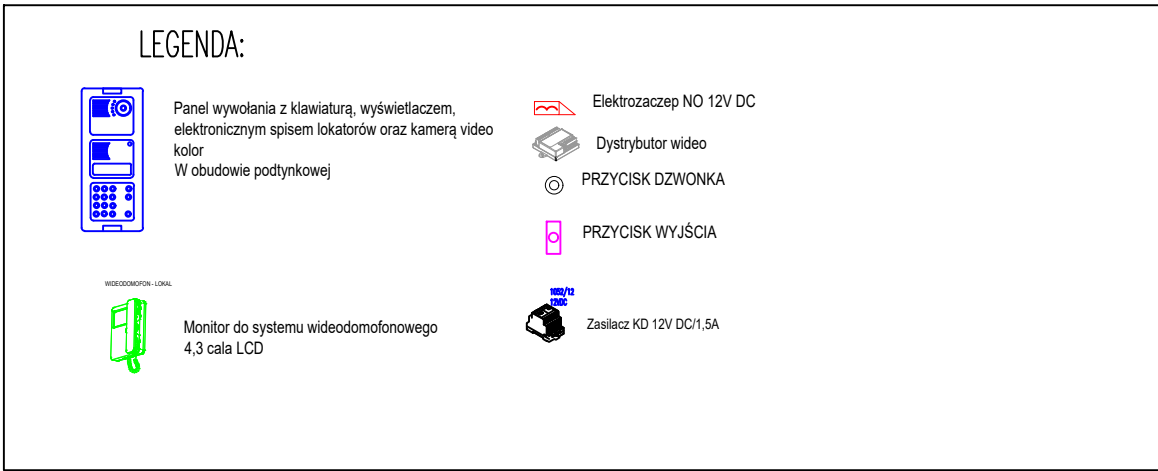 LEGENDA:
Panel wywołania z klawiaturą, wyświetlaczem,
elektronicznym spisem lokatorów oraz kamerą video
kolor
W obudowie podtynkowej
WIDEODOMOFON - LOKAL
Monitor do systemu wideodomofonowego
4,3 cala LCD
Elektrozaczep NO 12V DC
Dystrybutor wideo
PRZYCISK DZWONKA
PRZYCISK WYJŚCIA
1052/12
12VDC
Zasilacz KD 12V DC/1,5A